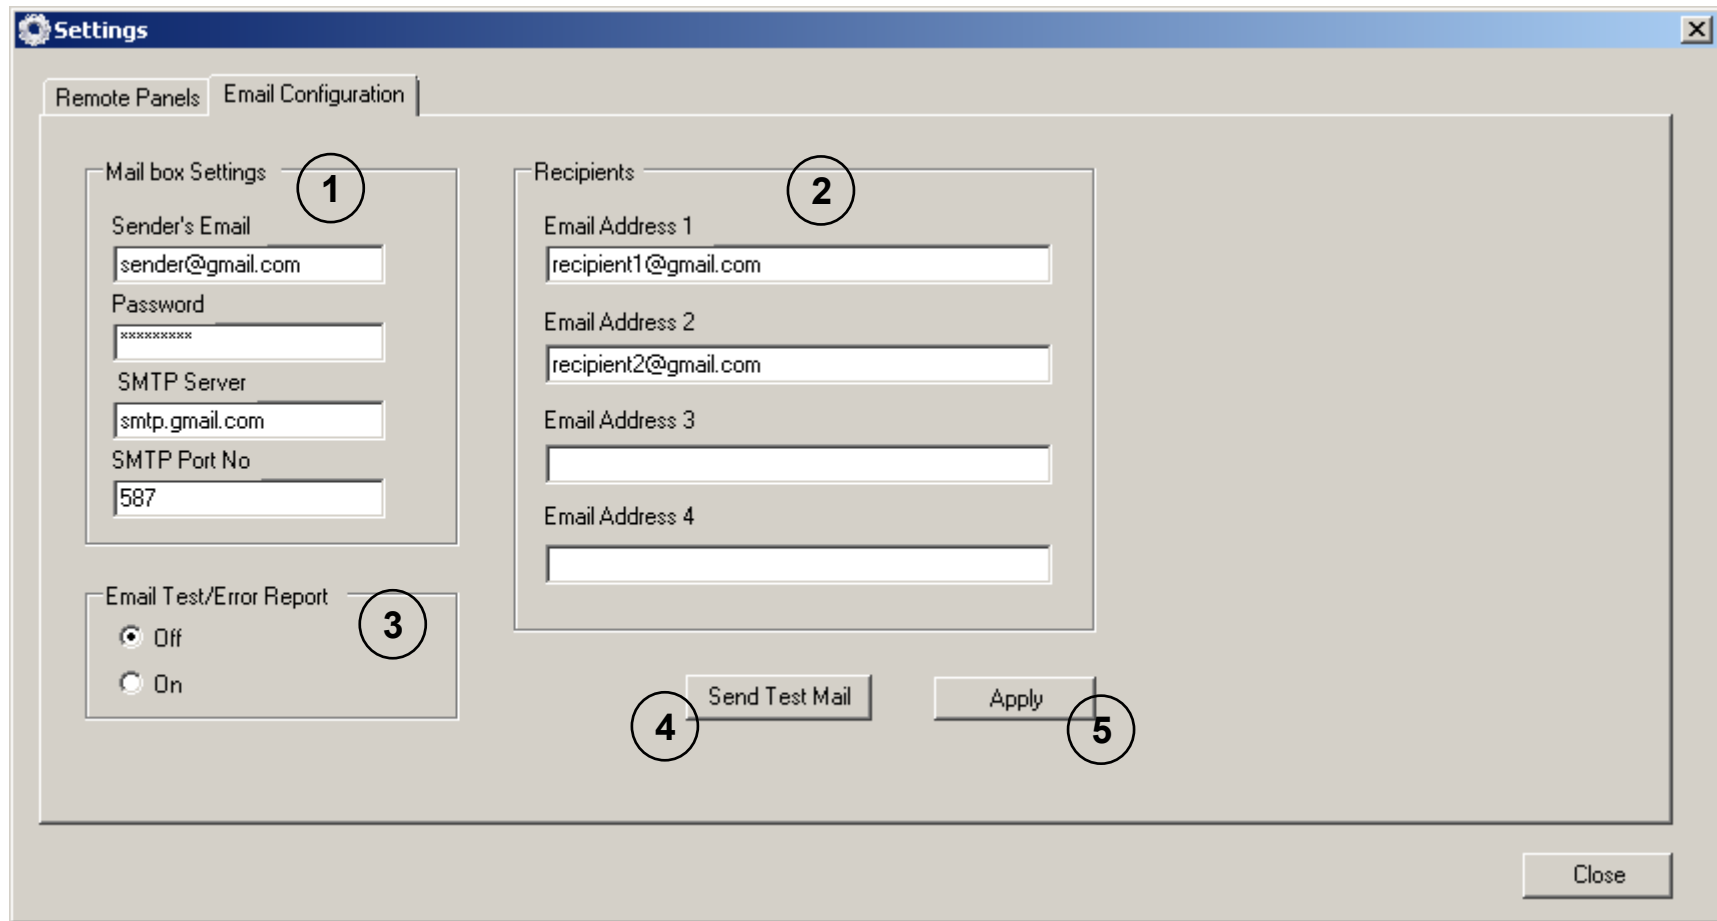 Settings
Remote Panels
Email Configuration
Mail box Settings
1
Sender's Email
sender@gmail.com
Password
*********
SMTP Server
smtp.gmail.com
SMTP Port No
587
Recipients
2
Email Address 1
recipient1@gmail.com
Email Address 2
recipient2@gmail.com
Email Address 3
Email Address 4
Email Test/Error Report
3
Off
On
4
Send Test Mail
Apply
5
Close